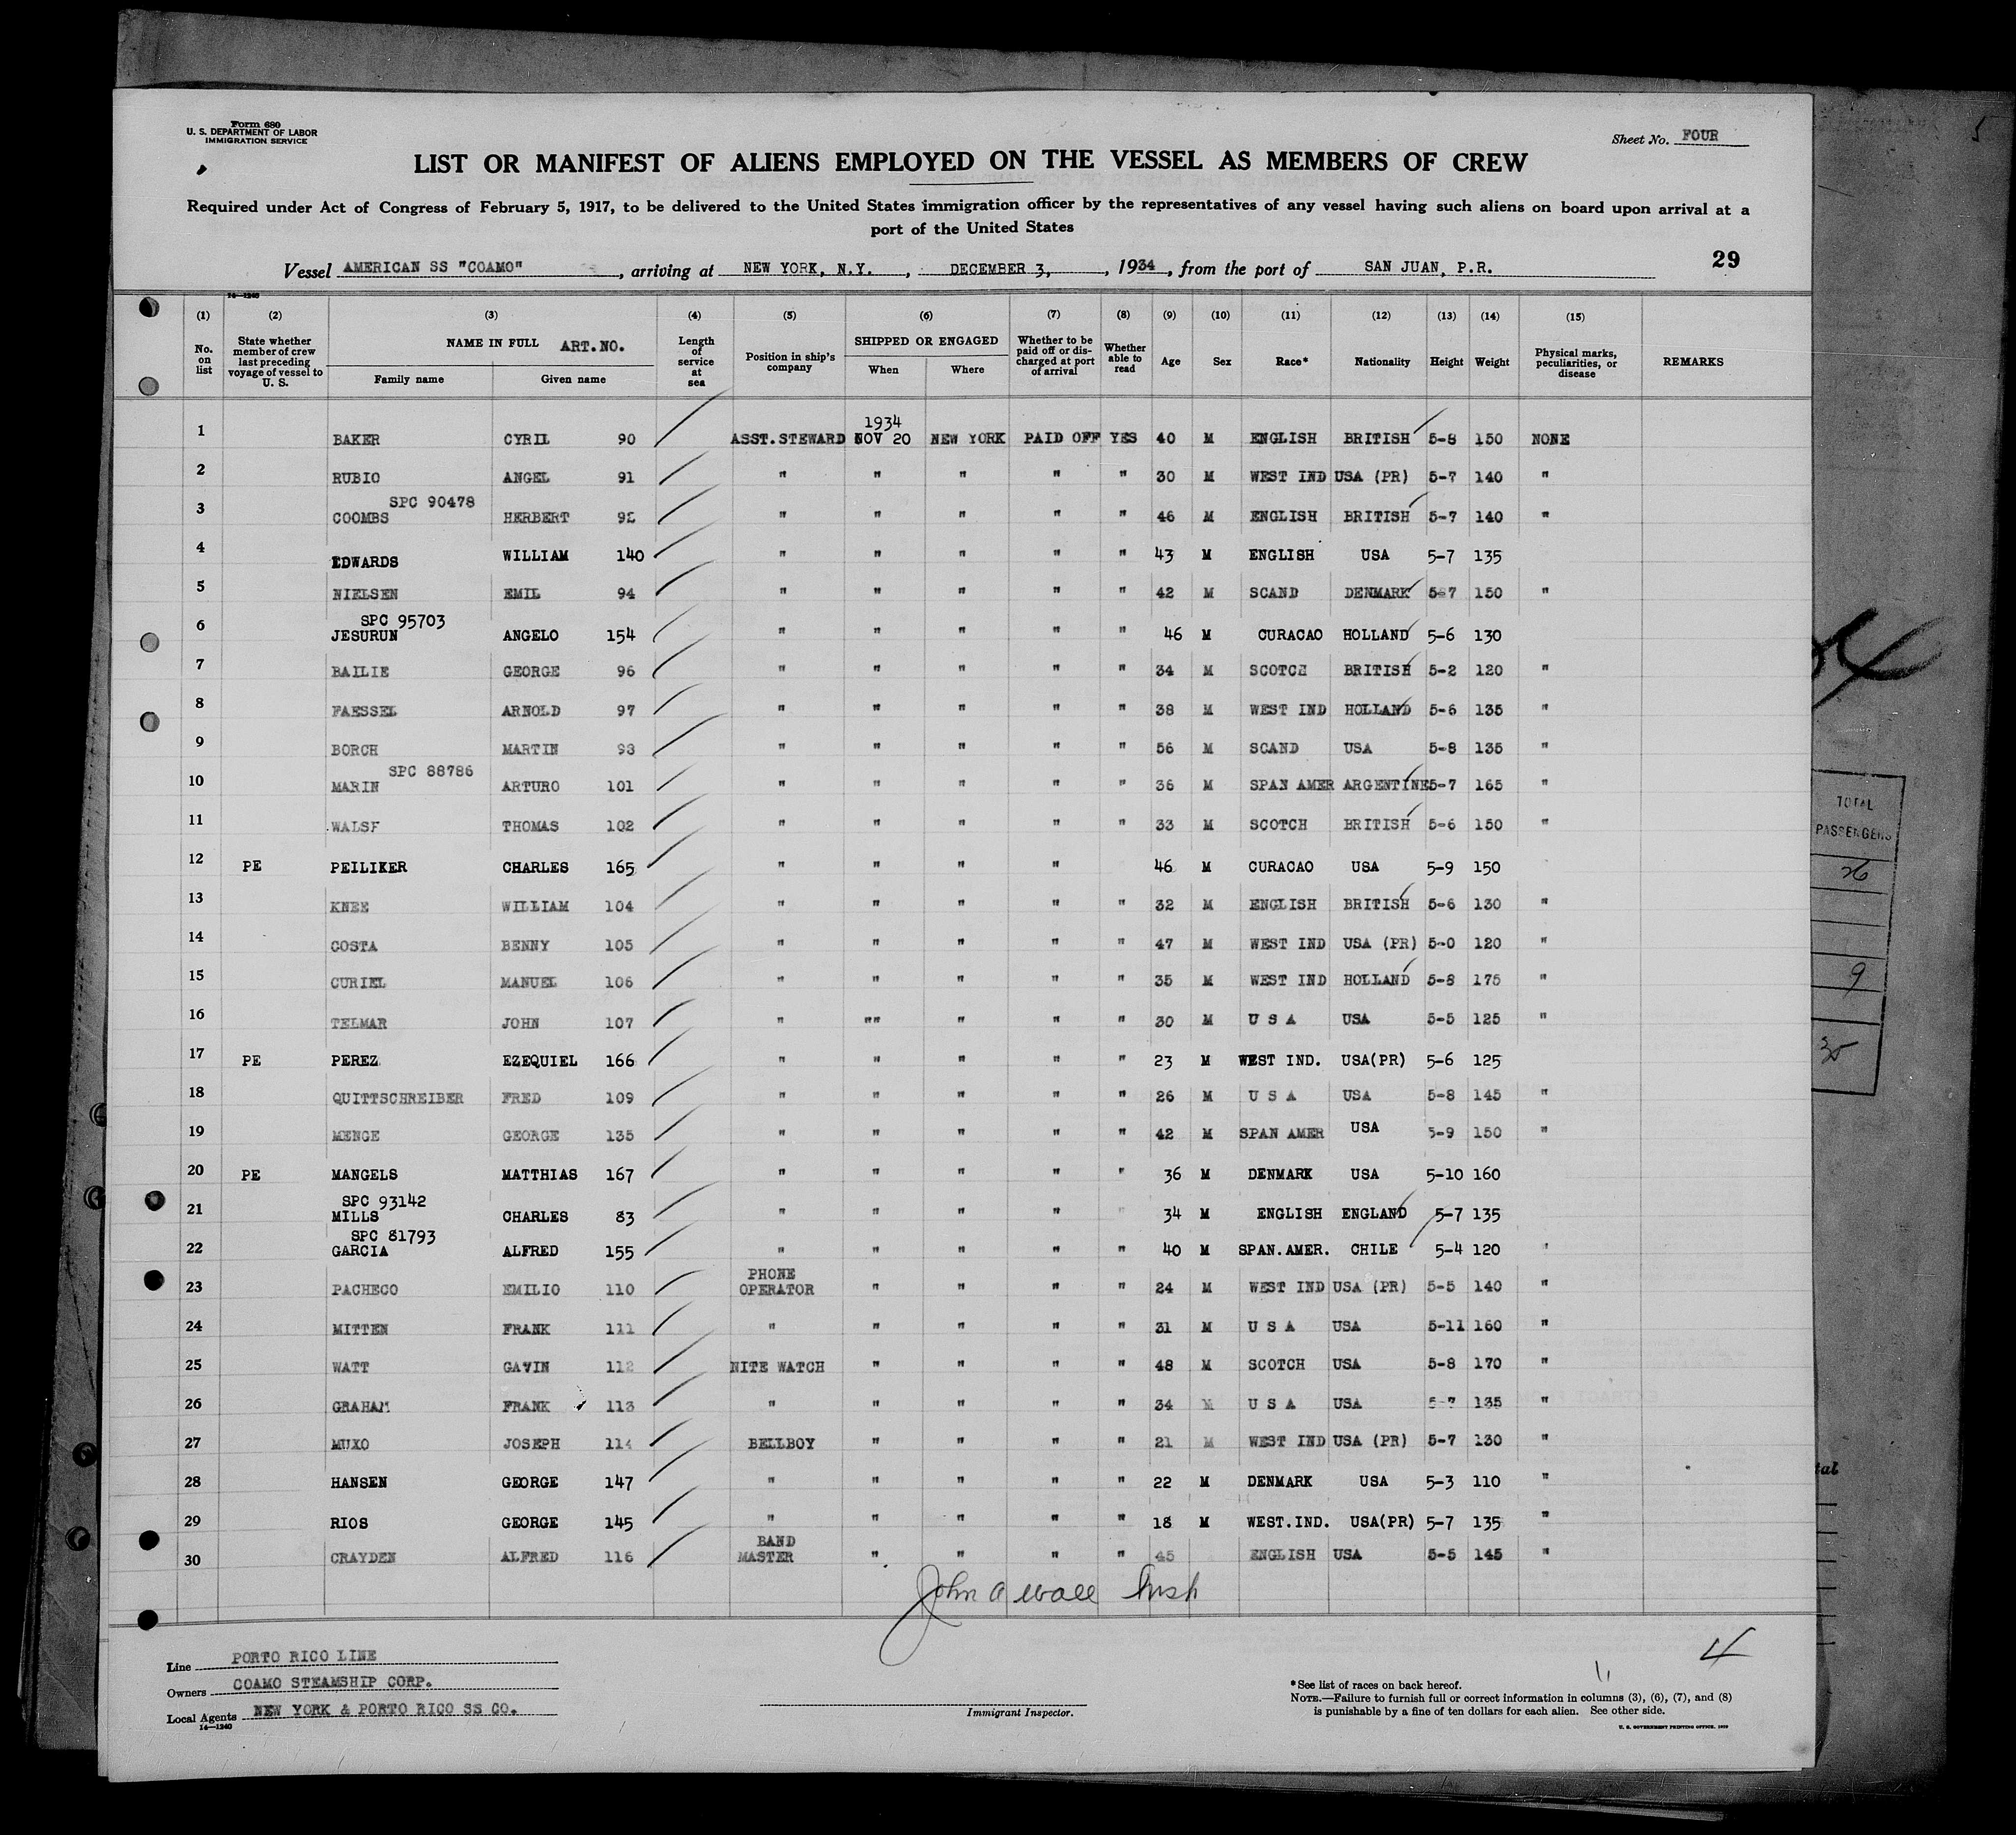 Form 680
U. S. DEPARTMENT OF LABOR
IMMIGRATION SERVICE
Sheet No. FOUR
LIST OR MANIFEST OF ALIENS EMPLOYED ON THE VESSEL AS MEMBERS OF CREW
Required under Act of Congress of February 5, 1917, to be delivered to the United States immigration officer by the representatives of any vessel having such aliens on board upon arrival at a
port of the United States
Vessel AMERICAN SS "COAMO", arriving at NEW YORK, N.Y., DECEMBER 3, 1934, from the port of SAN JUAN, P.R. 29
14—1240
(1) No. on list (2) State whether member of crew last preceding voyage of vessel to U. S. (3) NAME IN FULL ART.NO. Family name Given name (4) Length of service at sea (5) Position in ship's company (6) SHIPPED OR ENGAGED When Where (7) Whether to be paid off or discharged at port of arrival (8) Whether able to read (9) Age (10) Sex (11) Race* (12) Nationality (13) Height (14) Weight (15) Physical marks, peculiarities, or disease REMARKS
1934
1 BAKER CYRIL 90 ASST.STEWARD NOV 20 NEW YORK PAID OFF YES 40 M ENGLISH BRITISH 5-8 150 NONE
2 RUBIO ANGEL 91 " " " " " 30 M WEST IND USA (PR) 5-7 140 "
SPC 90478
3 COOMBS HERBERT 92 " " " " " 46 M ENGLISH BRITISH 5-7 140 "
4 EDWARDS WILLIAM 140 " " " " " 43 M ENGLISH USA 5-7 135
5 NIELSEN EMIL 94 " " " " " 42 M SCAND DENMARK 5-7 150 "
SPC 95703
6 JESURUN ANGELO 154 " " " " " 46 M CURACAO HOLLAND 5-6 130
7 BAILIE GEORGE 96 " " " " " 34 M SCOTCH BRITISH 5-2 120 "
8 FAESSEL ARNOLD 97 " " " " " 38 M WEST IND HOLLAND 5-6 135 "
9 BORCH MARTIN 98 " " " " " 56 M SCAND USA 5-8 135 "
SPC 88786
10 MARIN ARTURO 101 " " " " " 36 M SPAN AMER ARGENTINE 5-7 165 "
11 WALSF THOMAS 102 " " " " " 33 M SCOTCH BRITISH 5-6 150 "
12 PE PEILIKER CHARLES 165 " " " " 46 M CURACAO USA 5-9 150
13 KNEE WILLIAM 104 " " " " " 32 M ENGLISH BRITISH 5-6 130 "
14 COSTA BENNY 105 " " " " " 47 M WEST IND USA (PR) 5-0 120 "
15 CURIEL MANUEL 106 " " " " " 35 M WEST IND HOLLAND 5-8 175 "
16 TELMAR JOHN 107 " "" " " " 30 M U S A USA 5-5 125 "
17 PE PEREZ EZEQUIEL 166 " " " " " 23 M WEST IND. USA(PR) 5-6 125
18 QUITTSCHREIBER FRED 109 " " " " " 26 M U S A USA 5-8 145 "
19 MENGE GEORGE 135 " " " " " 42 M SPAN AMER USA 5-9 150 "
20 PE MANGELS MATTHIAS 167 " " " " " 36 M DENMARK USA 5-10 160
SPC 93142
21 MILLS CHARLES 83 " " " " " 34 M ENGLISH ENGLAND 5-7 135
SPC 81793
22 GARCIA ALFRED 155 " " " " " 40 M SPAN.AMER. CHILE 5-4 120 "
PHONE
23 PACHECO EMILIO 110 OPERATOR " " " " 24 M WEST IND USA (PR) 5-5 140 "
24 MITTEN FRANK 111 " " " " " 31 M U S A USA 5-11 160 "
25 WATT GAVIN 112 NITE WATCH " " " " 48 M SCOTCH USA 5-8 170 "
26 GRAHAM FRANK 113 " " " " " 34 M U S A USA 5-7 135 "
27 MUXO JOSEPH 114 BELLBOY " " " " 21 M WEST IND USA (PR) 5-7 130 "
28 HANSEN GEORGE 147 " " " " " 22 M DENMARK USA 5-3 110 "
29 RIOS GEORGE 145 " " " " " 18 M WEST.IND. USA(PR) 5-7 135 "
BAND
30 CRAYDEN ALFRED 116 MASTER " " " " 45 ENGLISH USA 5-5 145 "
John A Wall Insp
Line PORTO RICO LINE
Owners COAMO STEAMSHIP CORP.
Local Agents NEW YORK & PORTO RICO SS CO.
14—1240
Immigrant Inspector.
4
*See list of races on back hereof.
NOTE.—Failure to furnish full or correct information in columns (3), (6), (7), and (8)
is punishable by a fine of ten dollars for each alien. See other side.
U. S. GOVERNMENT PRINTING OFFICE
TOTAL
PASSENGERS
26
9
35